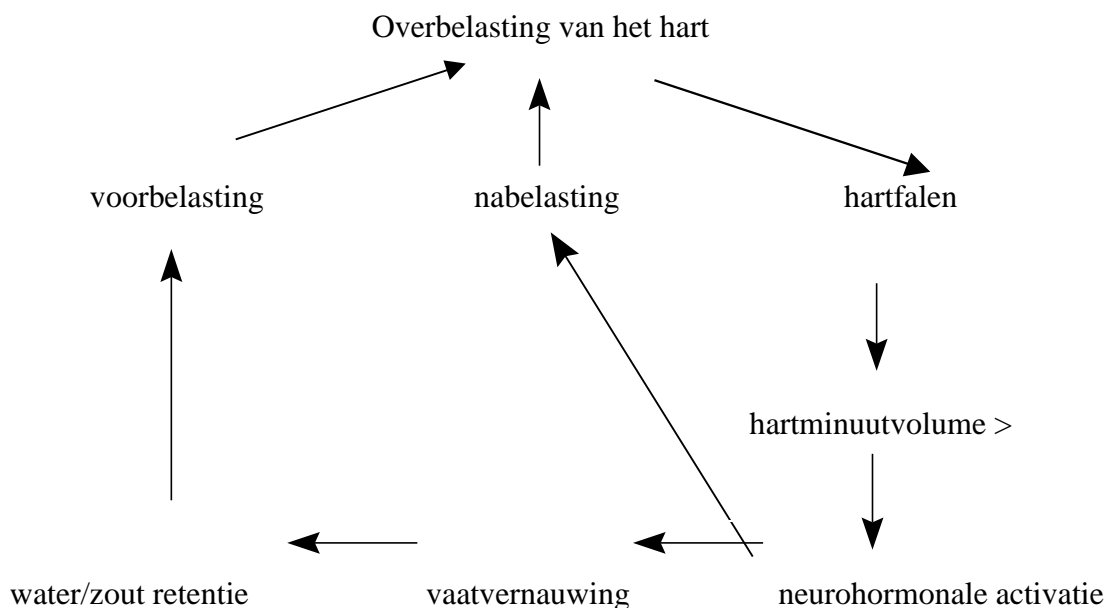 Overbelasting van het hart
voorbelasting
nabelasting
hartfalen
hartminuutvolume >
water/zout retentie
vaatvernauwing
neurohormonale activatie